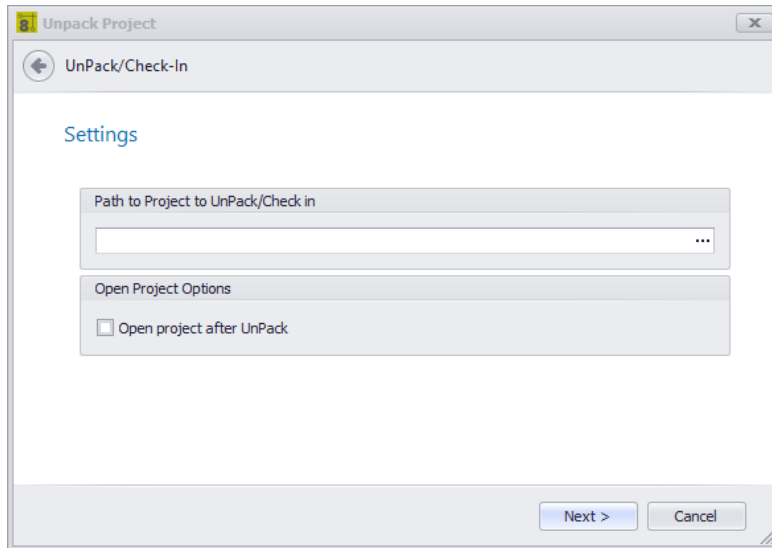 8 Unpack Project
UnPack/Check-In
Settings
Path to Project to UnPack/Check in
...
Open Project Options
Open project after UnPack
Next >
Cancel